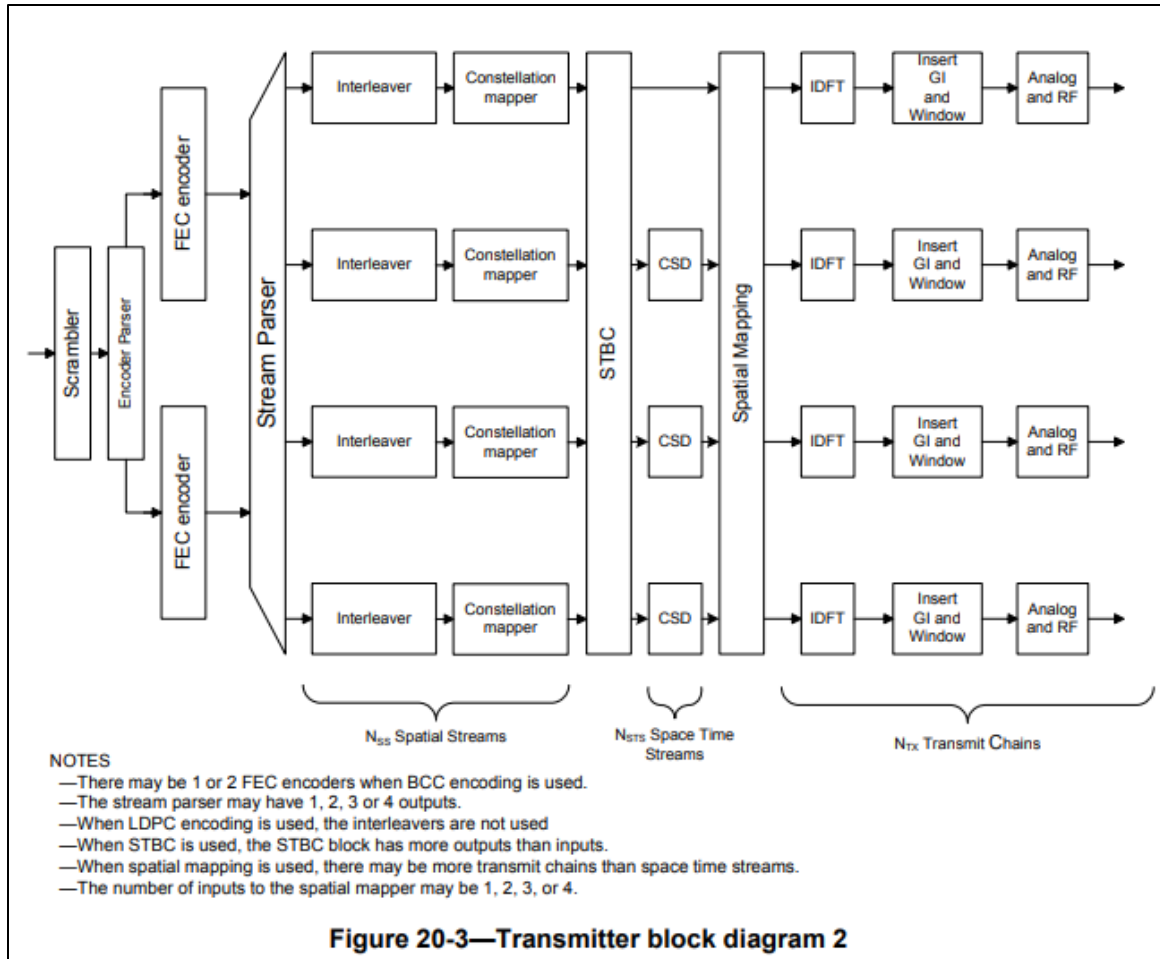 Scrambler
Encoder Parser
FEC encoder
FEC encoder
Stream Parser
Interleaver
Constellation
mapper
Interleaver
Constellation
mapper
Interleaver
Constellation
mapper
Interleaver
Constellation
mapper
STBC
CSD
CSD
CSD
Spatial Mapping
IDFT
Insert
GI
and
Window
Analog
and RF
IDFT
Insert
GI and
Window
Analog
and RF
IDFT
Insert
GI and
Window
Analog
and RF
IDFT
Insert
GI and
Window
Analog
and RF
NSS Spatial Streams
NSTS Space Time
Streams
NTX Transmit Chains
NOTES
—There may be 1 or 2 FEC encoders when BCC encoding is used.
—The stream parser may have 1, 2, 3 or 4 outputs.
—When LDPC encoding is used, the interleavers are not used
—When STBC is used, the STBC block has more outputs than inputs.
—When spatial mapping is used, there may be more transmit chains than space time streams.
—The number of inputs to the spatial mapper may be 1, 2, 3, or 4.
Figure 20-3—Transmitter block diagram 2